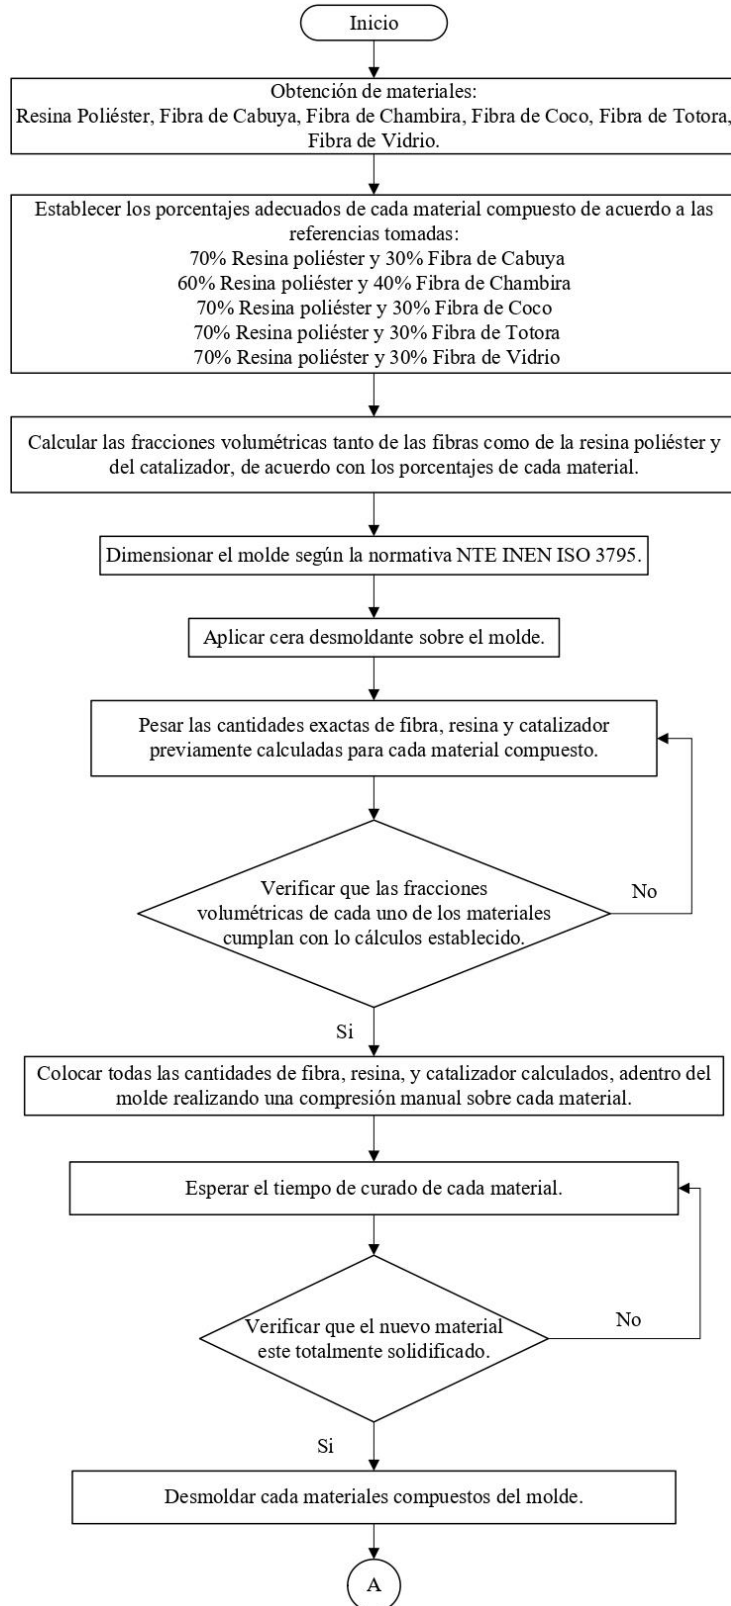 Inicio
Obtención de materiales:
Resina Poliéster, Fibra de Cabuya, Fibra de Chambira, Fibra de Coco, Fibra de Totora,
Fibra de Vidrio.
Establecer los porcentajes adecuados de cada material compuesto de acuerdo a las
referencias tomadas:
70% Resina poliéster y 30% Fibra de Cabuya
60% Resina poliéster y 40% Fibra de Chambira
70% Resina poliéster y 30% Fibra de Coco
70% Resina poliéster y 30% Fibra de Totora
70% Resina poliéster y 30% Fibra de Vidrio
Calcular las fracciones volumétricas tanto de las fibras como de la resina poliéster y
del catalizador, de acuerdo con los porcentajes de cada material.
Dimensionar el molde según la normativa NTE INEN ISO 3795.
Aplicar cera desmoldante sobre el molde.
Pesar las cantidades exactas de fibra, resina y catalizador
previamente calculadas para cada material compuesto.
Verificar que las fracciones
volumétricas de cada uno de los materiales
cumplan con lo cálculos establecido.
No
Si
Colocar todas las cantidades de fibra, resina, y catalizador calculados, adentro del
molde realizando una compresión manual sobre cada material.
Esperar el tiempo de curado de cada material.
Verificar que el nuevo material
este totalmente solidificado.
No
Si
Desmoldar cada materiales compuestos del molde.
A